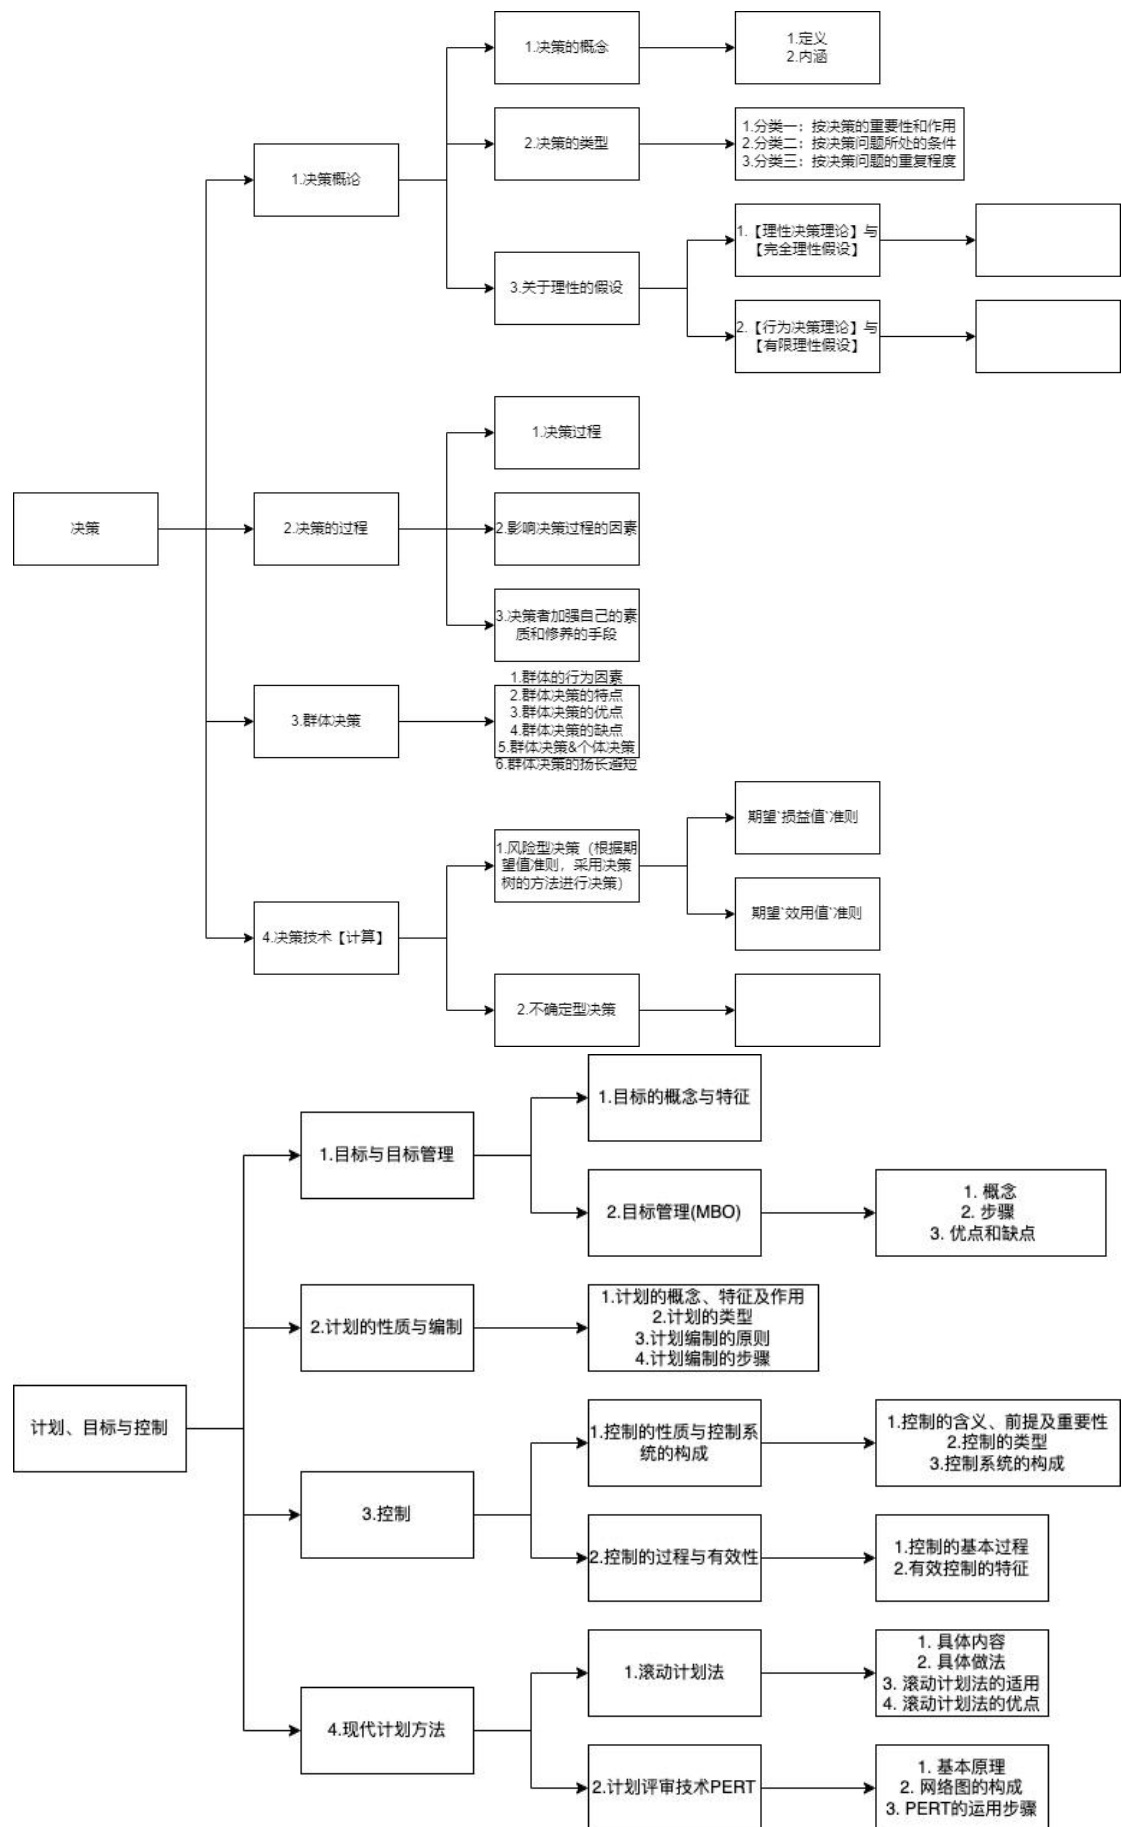 决策
1.决策概论
1.决策的概念
1.定义
2.内涵
2.决策的类型
1.分类一：按决策的重要性和作用
2.分类二：按决策问题所处的条件
3.分类三：按决策问题的重复程度
3.关于理性的假设
1.【理性决策理论】与
【完全理性假设】
2.【行为决策理论】与
【有限理性假设】
2.决策的过程
1.决策过程
2.影响决策过程的因素
3.决策者加强自己的素
质和修养的手段
3.群体决策
1.群体的行为因素
2.群体决策的特点
3.群体决策的优点
4.群体决策的缺点
5.群体决策&个体决策
6.群体决策的扬长避短
4.决策技术【计算】
1.风险型决策（根据期
望值准则，采用决策
树的方法进行决策）
期望`损益值`准则
期望`效用值`准则
2.不确定型决策
计划、目标与控制
1.目标与目标管理
1.目标的概念与特征
2.目标管理(MBO)
1. 概念
2. 步骤
3. 优点和缺点
2.计划的性质与编制
1.计划的概念、特征及作用
2.计划的类型
3.计划编制的原则
4.计划编制的步骤
3.控制
1.控制的性质与控制系
统的构成
1.控制的含义、前提及重要性
2.控制的类型
3.控制系统的构成
2.控制的过程与有效性
1.控制的基本过程
2.有效控制的特征
4.现代计划方法
1.滚动计划法
1. 具体内容
2. 具体做法
3. 滚动计划法的适用
4. 滚动计划法的优点
2.计划评审技术PERT
1. 基本原理
2. 网络图的构成
3. PERT的运用步骤